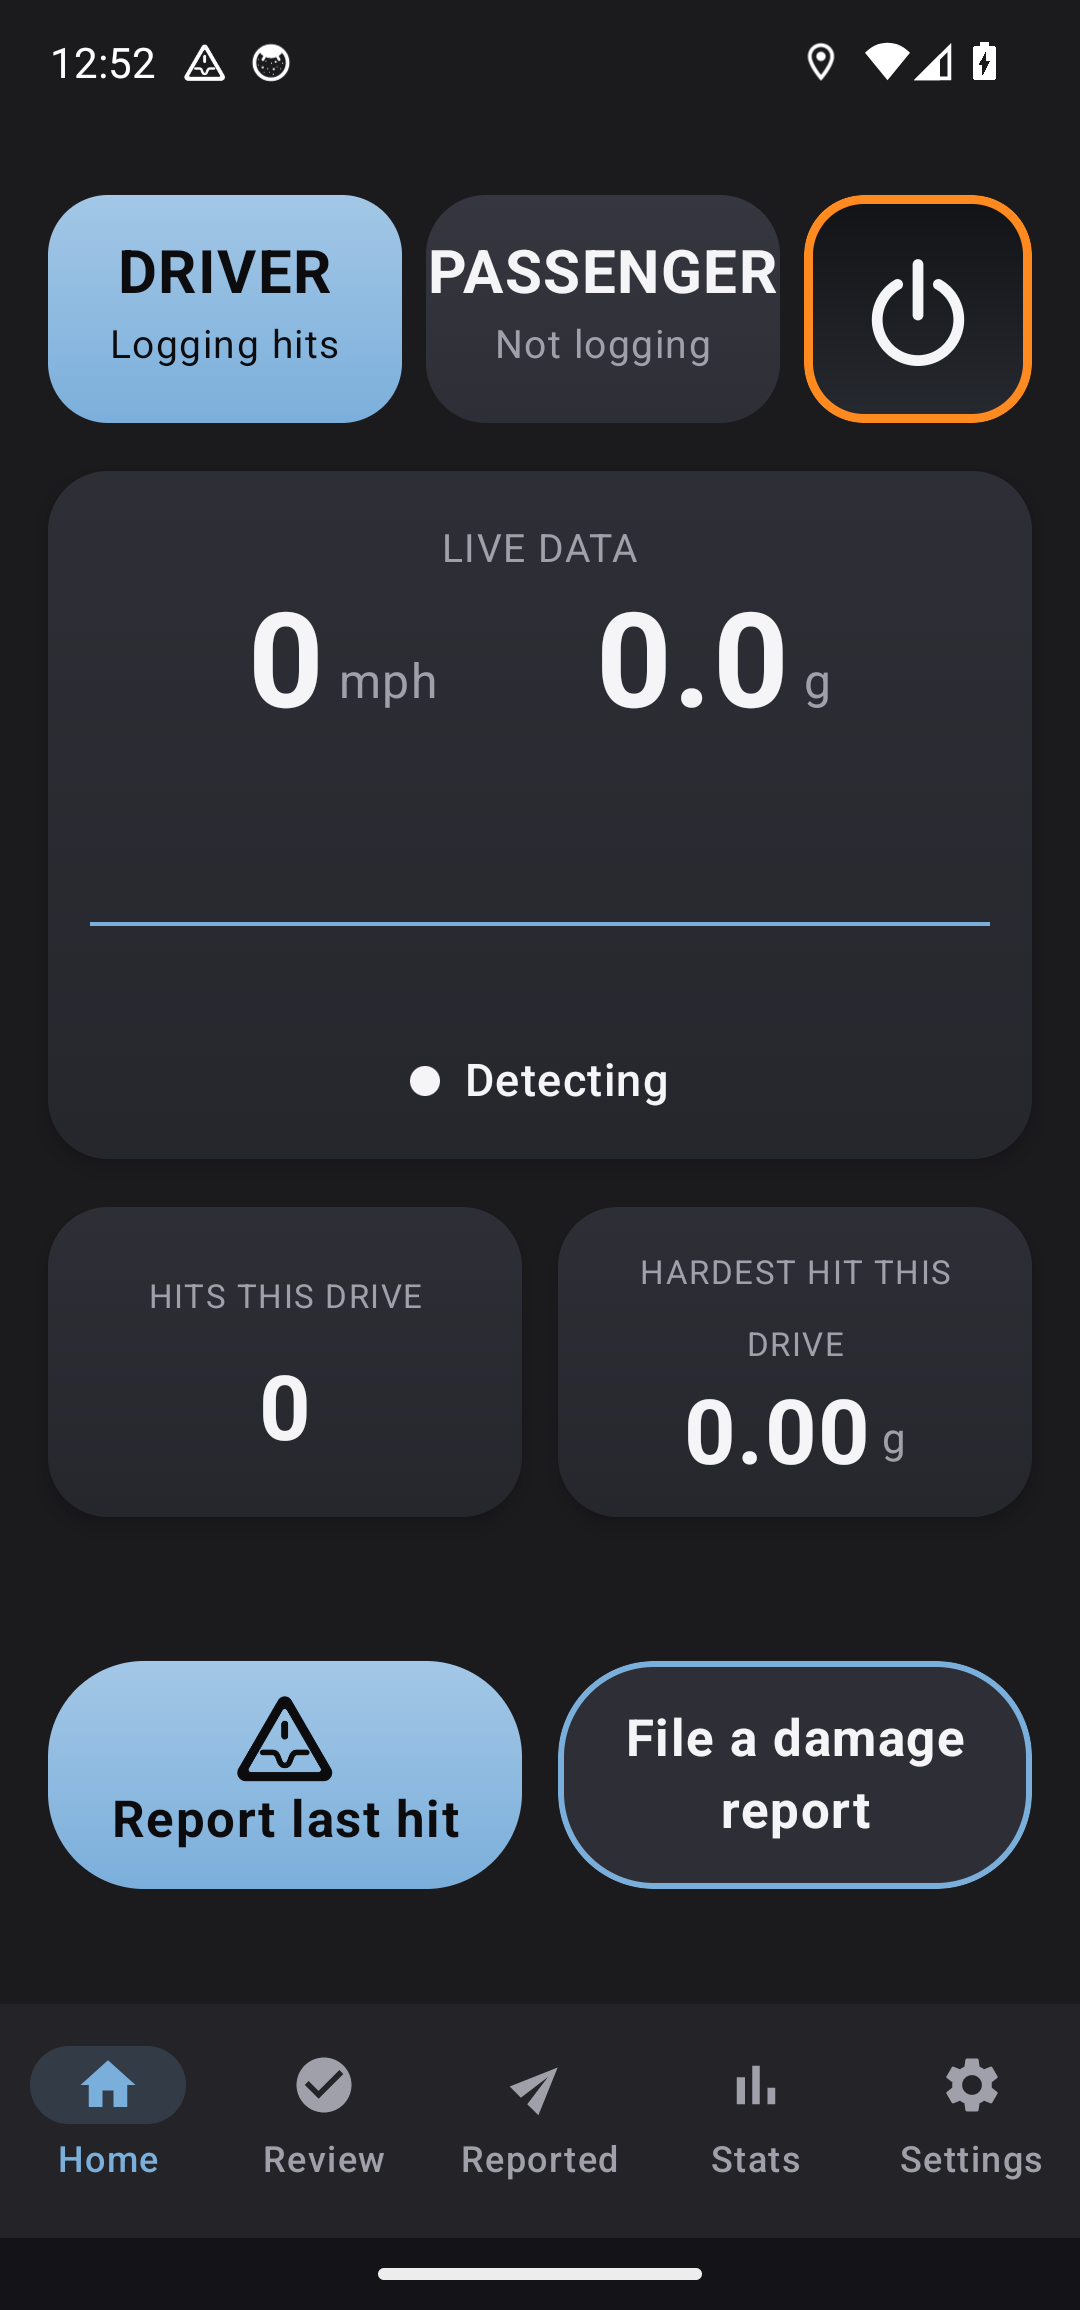 12:52
DRIVER
Logging hits
PASSENGER
Not logging
LIVE DATA
0 mph
0.0 g
Detecting
HITS THIS DRIVE
0
HARDEST HIT THIS
DRIVE
0.00 g
Report last hit
File a damage
report
Home
Review
Reported
Stats
Settings